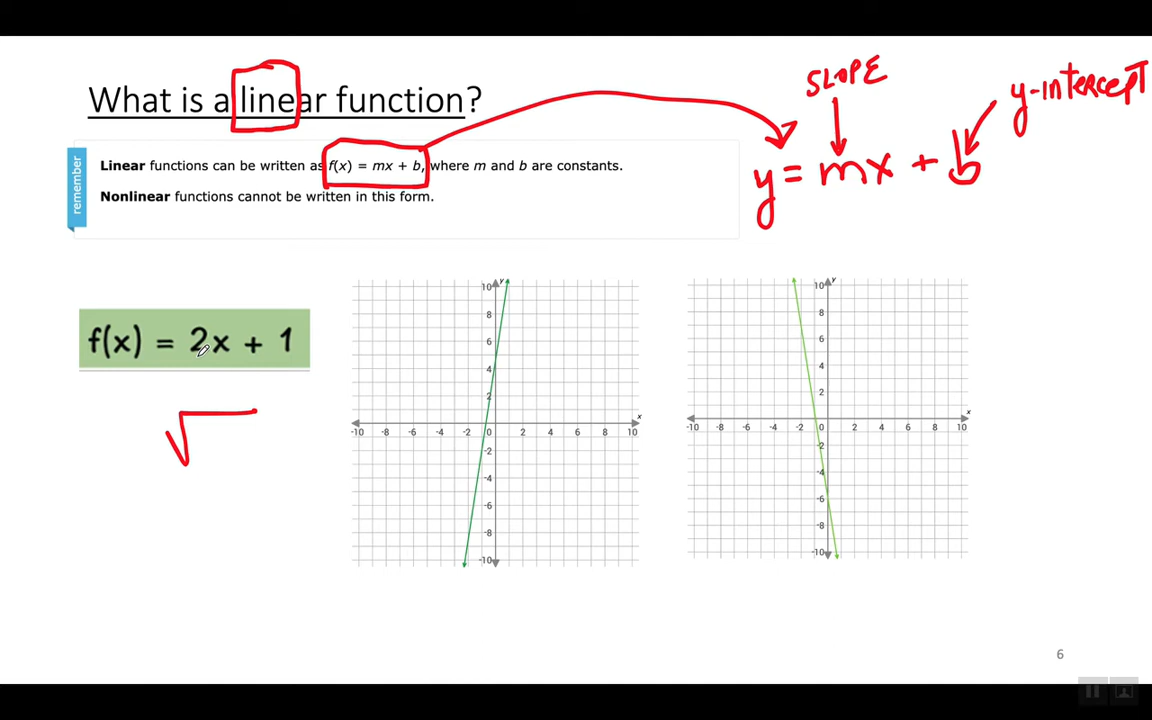 What is a linear function?
SLOPE
y-intercept
y = mx + b
remember
Linear functions can be written as f(x) = mx + b, where m and b are constants.
Nonlinear functions cannot be written in this form.
f(x) = 2x + 1
√
y
10
8
6
4
2
-10 -8 -6 -4 -2 0 2 4 6 8 10
x
-2
-4
-6
-8
-10
y
10
8
6
4
2
-10 -8 -6 -4 -2 0 2 4 6 8 10
x
-2
-4
-6
-8
-10
6